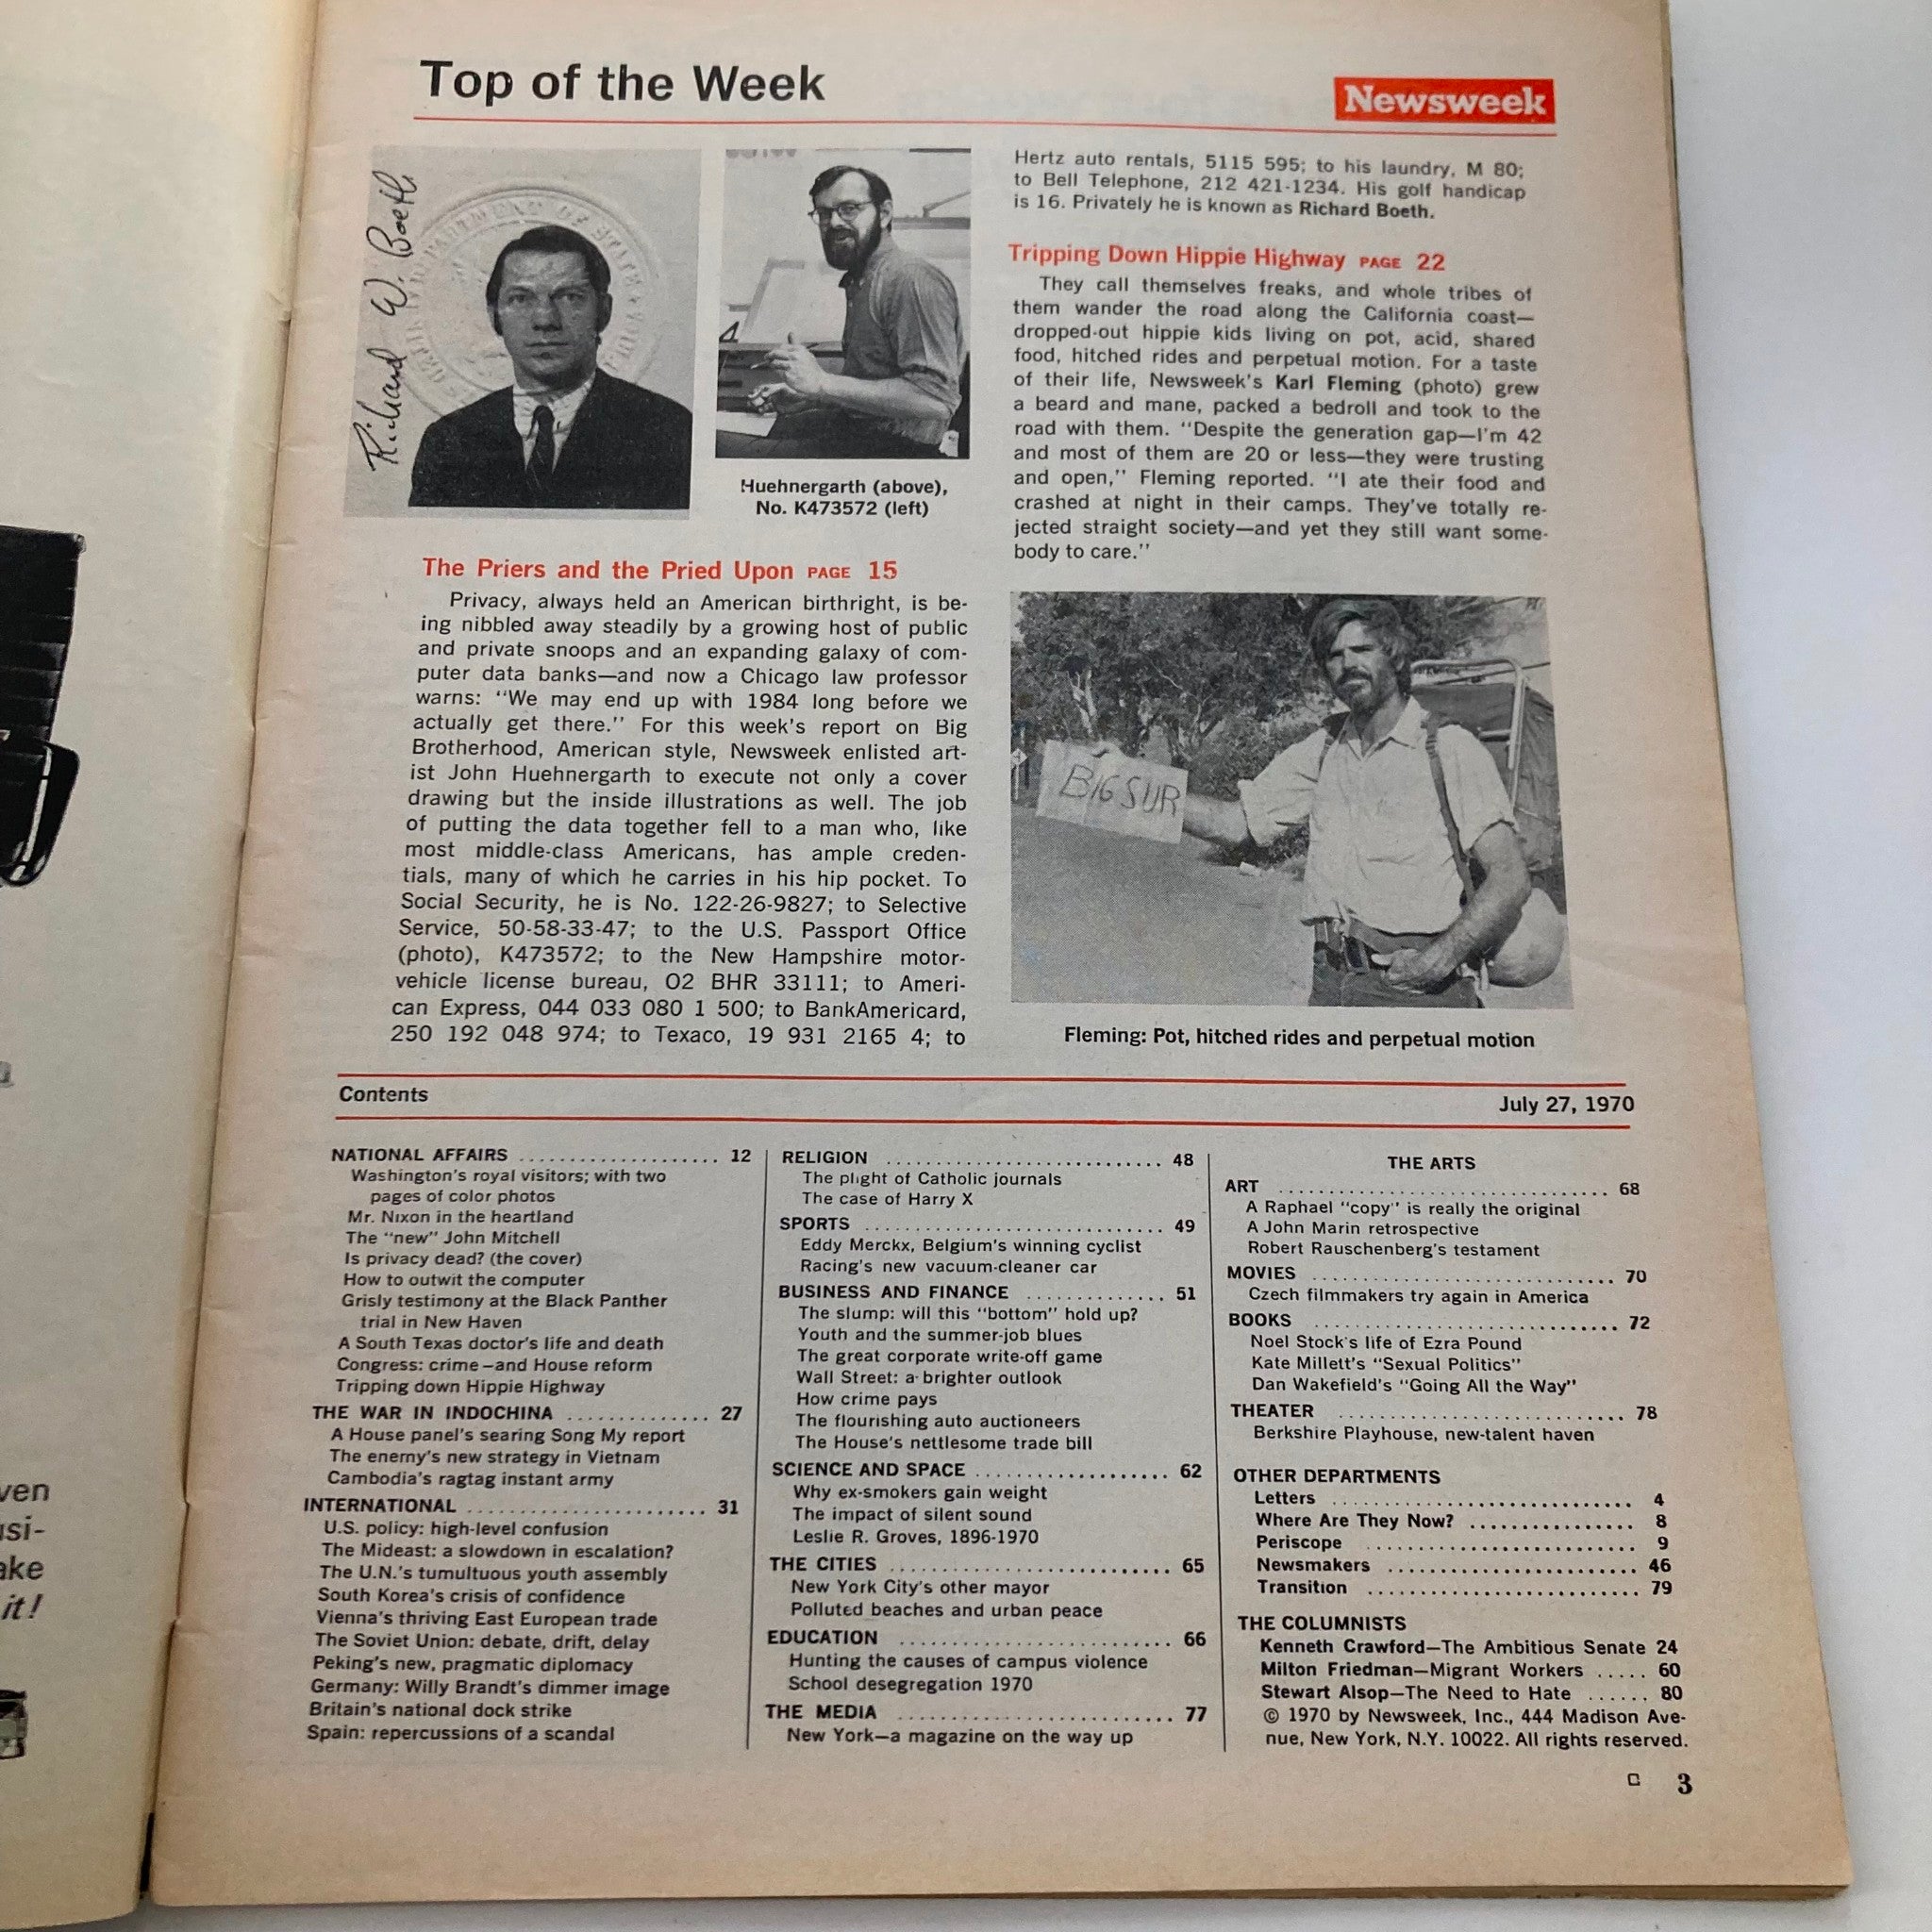 Top of the Week
Newsweek
Richard W. Boeth
Huehnergarth (above),
No. K473572 (left)
The Priers and the Pried Upon PAGE 15
Privacy, always held an American birthright, is be-
ing nibbled away steadily by a growing host of public
and private snoops and an expanding galaxy of com-
puter data banks—and now a Chicago law professor
warns: "We may end up with 1984 long before we
actually get there." For this week's report on Big
Brotherhood, American style, Newsweek enlisted art-
ist John Huehnergarth to execute not only a cover
drawing but the inside illustrations as well. The job
of putting the data together fell to a man who, like
most middle-class Americans, has ample creden-
tials, many of which he carries in his hip pocket. To
Social Security, he is No. 122-26-9827; to Selective
Service, 50-58-33-47; to the U.S. Passport Office
(photo), K473572; to the New Hampshire motor-
vehicle license bureau, O2 BHR 33111; to Ameri-
can Express, 044 033 080 1 500; to BankAmericard,
250 192 048 974; to Texaco, 19 931 2165 4; to
Hertz auto rentals, 5115 595; to his laundry, M 80;
to Bell Telephone, 212 421-1234. His golf handicap
is 16. Privately he is known as Richard Boeth.
Tripping Down Hippie Highway PAGE 22
They call themselves freaks, and whole tribes of
them wander the road along the California coast—
dropped-out hippie kids living on pot, acid, shared
food, hitched rides and perpetual motion. For a taste
of their life, Newsweek's Karl Fleming (photo) grew
a beard and mane, packed a bedroll and took to the
road with them. "Despite the generation gap—I'm 42
and most of them are 20 or less—they were trusting
and open," Fleming reported. "I ate their food and
crashed at night in their camps. They've totally re-
jected straight society—and yet they still want some-
body to care."
BIG SUR
Fleming: Pot, hitched rides and perpetual motion
Contents
July 27, 1970
NATIONAL AFFAIRS .................... 12
Washington's royal visitors; with two
pages of color photos
Mr. Nixon in the heartland
The "new" John Mitchell
Is privacy dead? (the cover)
How to outwit the computer
Grisly testimony at the Black Panther
trial in New Haven
A South Texas doctor's life and death
Congress: crime—and House reform
Tripping down Hippie Highway
THE WAR IN INDOCHINA .............. 27
A House panel's searing Song My report
The enemy's new strategy in Vietnam
Cambodia's ragtag instant army
INTERNATIONAL ........................ 31
U.S. policy: high-level confusion
The Mideast: a slowdown in escalation?
The U.N.'s tumultuous youth assembly
South Korea's crisis of confidence
Vienna's thriving East European trade
The Soviet Union: debate, drift, delay
Peking's new, pragmatic diplomacy
Germany: Willy Brandt's dimmer image
Britain's national dock strike
Spain: repercussions of a scandal
RELIGION ............................ 48
The plight of Catholic journals
The case of Harry X
SPORTS .............................. 49
Eddy Merckx, Belgium's winning cyclist
Racing's new vacuum-cleaner car
BUSINESS AND FINANCE .............. 51
The slump: will this "bottom" hold up?
Youth and the summer-job blues
The great corporate write-off game
Wall Street: a brighter outlook
How crime pays
The flourishing auto auctioneers
The House's nettlesome trade bill
SCIENCE AND SPACE ................... 62
Why ex-smokers gain weight
The impact of silent sound
Leslie R. Groves, 1896-1970
THE CITIES ............................ 65
New York City's other mayor
Polluted beaches and urban peace
EDUCATION ........................... 66
Hunting the causes of campus violence
School desegregation 1970
THE MEDIA ........................... 77
New York—a magazine on the way up
THE ARTS
ART ................................. 68
A Raphael "copy" is really the original
A John Marin retrospective
Robert Rauschenberg's testament
MOVIES .............................. 70
Czech filmmakers try again in America
BOOKS ............................... 72
Noel Stock's life of Ezra Pound
Kate Millett's "Sexual Politics"
Dan Wakefield's "Going All the Way"
THEATER ............................. 78
Berkshire Playhouse, new-talent haven
OTHER DEPARTMENTS
Letters .............................. 4
Where Are They Now? ................ 8
Periscope ........................... 9
Newsmakers ......................... 46
Transition ........................... 79
THE COLUMNISTS
Kenneth Crawford—The Ambitious Senate 24
Milton Friedman—Migrant Workers ..... 60
Stewart Alsop—The Need to Hate ...... 80
© 1970 by Newsweek, Inc., 444 Madison Ave-
nue, New York, N.Y. 10022. All rights reserved.
C 3
it!